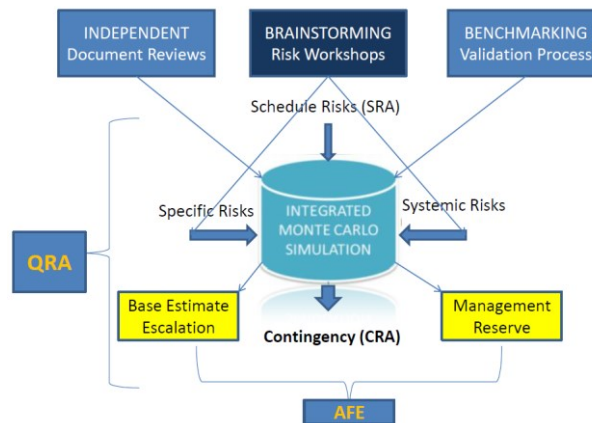 INDEPENDENT
Document Reviews
BRAINSTORMING
Risk Workshops
BENCHMARKING
Validation Process
Schedule Risks (SRA)
Specific Risks
INTEGRATED
MONTE CARLO
SIMULATION
Systemic Risks
QRA
Base Estimate
Escalation
Contingency (CRA)
Management
Reserve
AFE